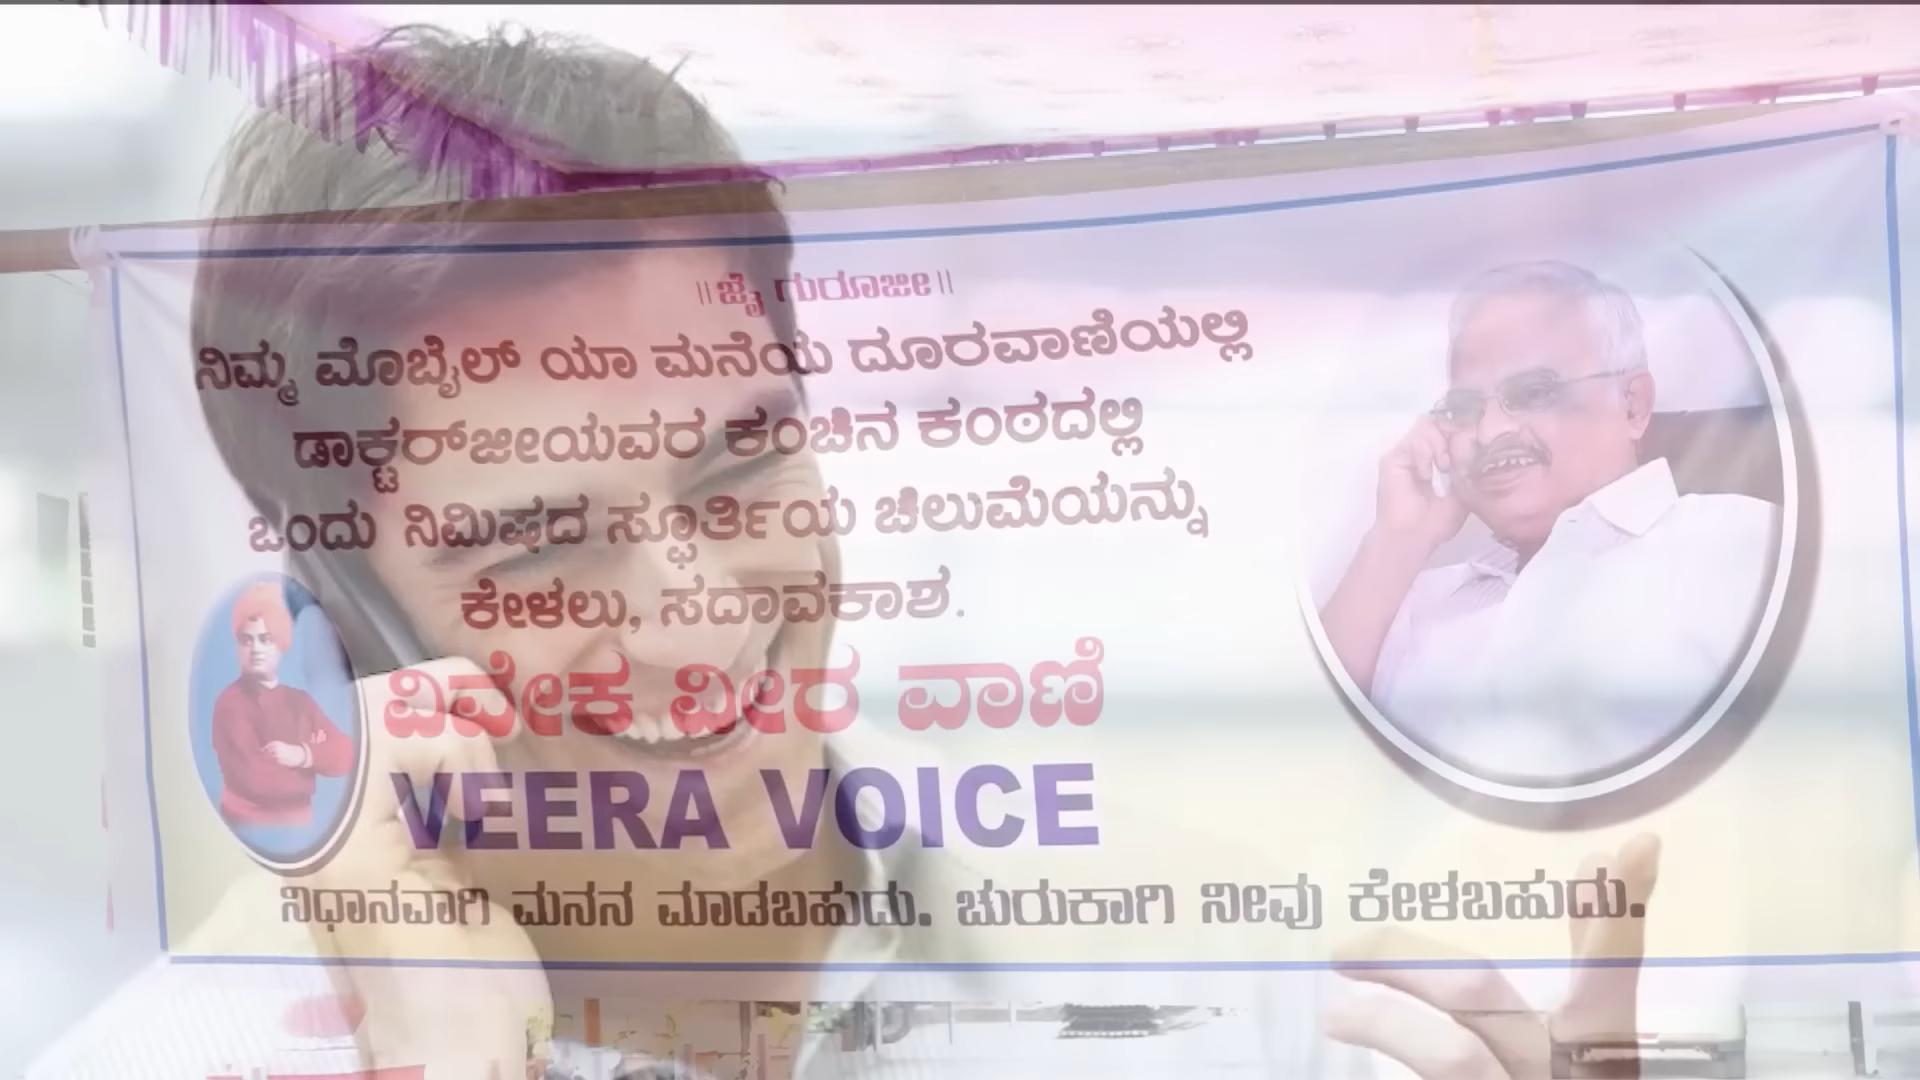 ॥ಜೈ ಗುರೂಜೀ॥
ನಿಮ್ಮ ಮೊಬೈಲ್ ಯಾ ಮನೆಯ ದೂರವಾಣಿಯಲ್ಲಿ
ಡಾಕ್ಟರ್‌ಜೀಯವರ ಕಂಚಿನ ಕಂಠದಲ್ಲಿ
ಒಂದು ನಿಮಿಷದ ಸ್ಫೂರ್ತಿಯ ಚಿಲುಮೆಯನ್ನು
ಕೇಳಲು, ಸದಾವಕಾಶ.
ವಿವೇಕ ವೀರ ವಾಣಿ
VEERA VOICE
ನಿಧಾನವಾಗಿ ಮನನ ಮಾಡಬಹುದು. ಚುರುಕಾಗಿ ನೀವು ಕೇಳಬಹುದು.